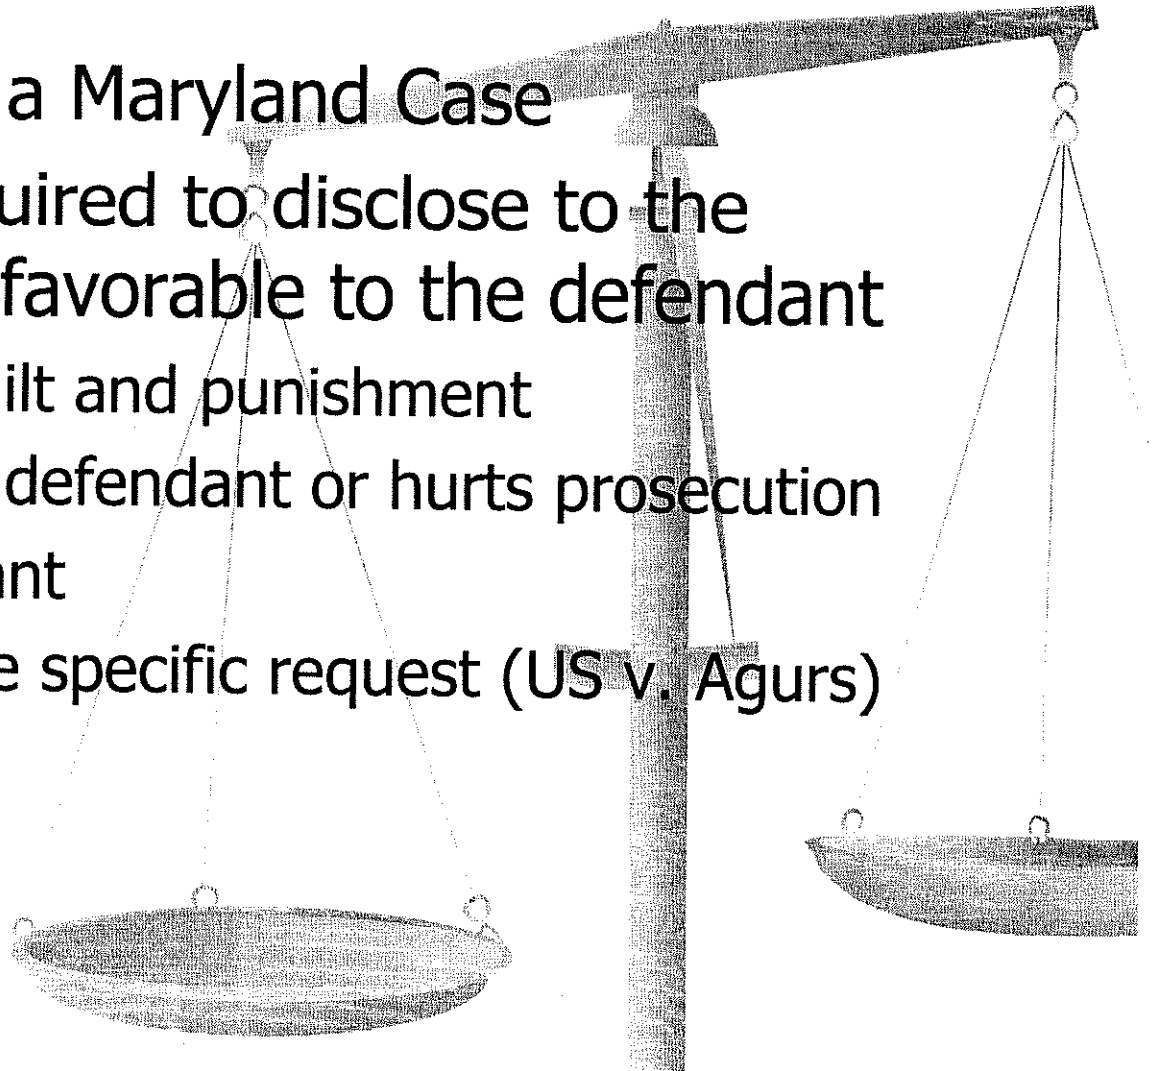 a Maryland Case
uired to disclose to the
favorable to the defendant
ilt and punishment
defendant or hurts prosecution
ant
e specific request (US v. Agurs)